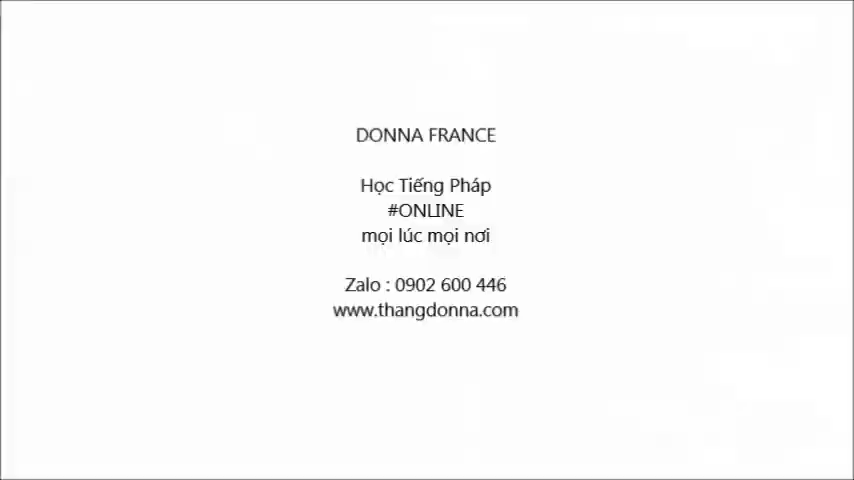 DONNA FRANCE
Học Tiếng Pháp
#ONLINE
mọi lúc mọi nơi
Zalo : 0902 600 446
www.thangdonna.com